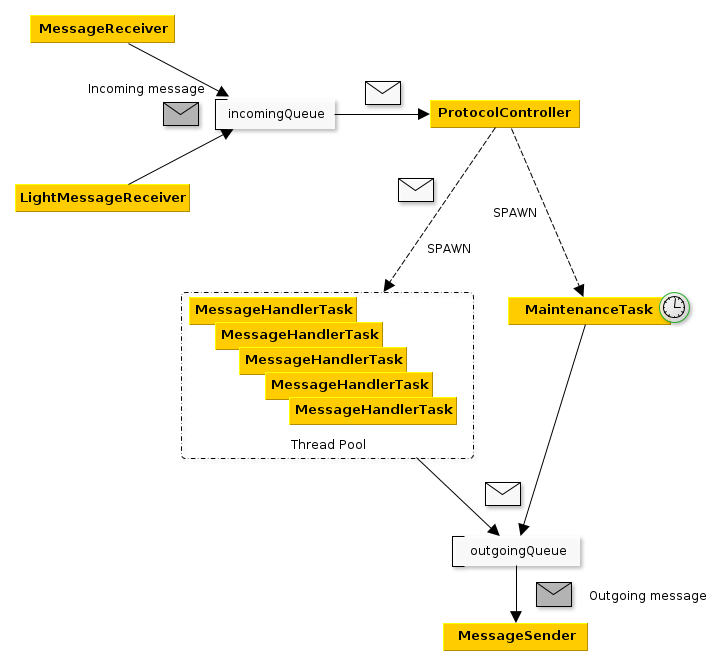 MessageReceiver
Incoming message
incomingQueue
ProtocolController
LightMessageReceiver
SPAWN
SPAWN
MessageHandlerTask
MessageHandlerTask
MessageHandlerTask
MessageHandlerTask
MessageHandlerTask
Thread Pool
MaintenanceTask
outgoingQueue
Outgoing message
MessageSender